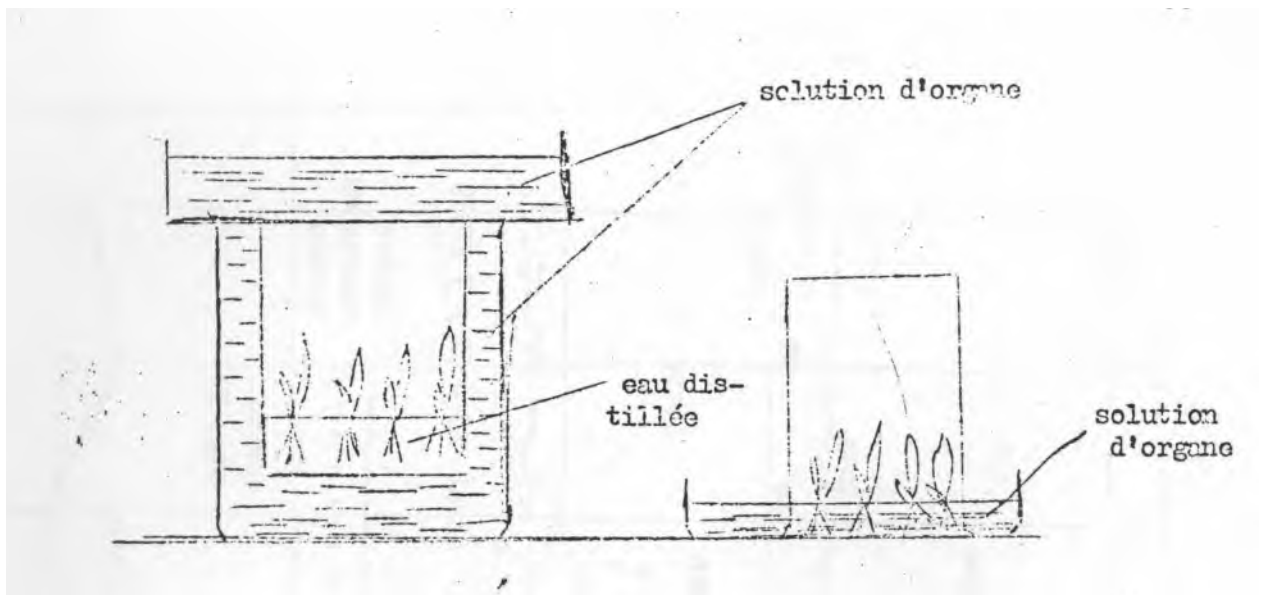 solution d'organe
eau dis-
tillée
solution
d'organe